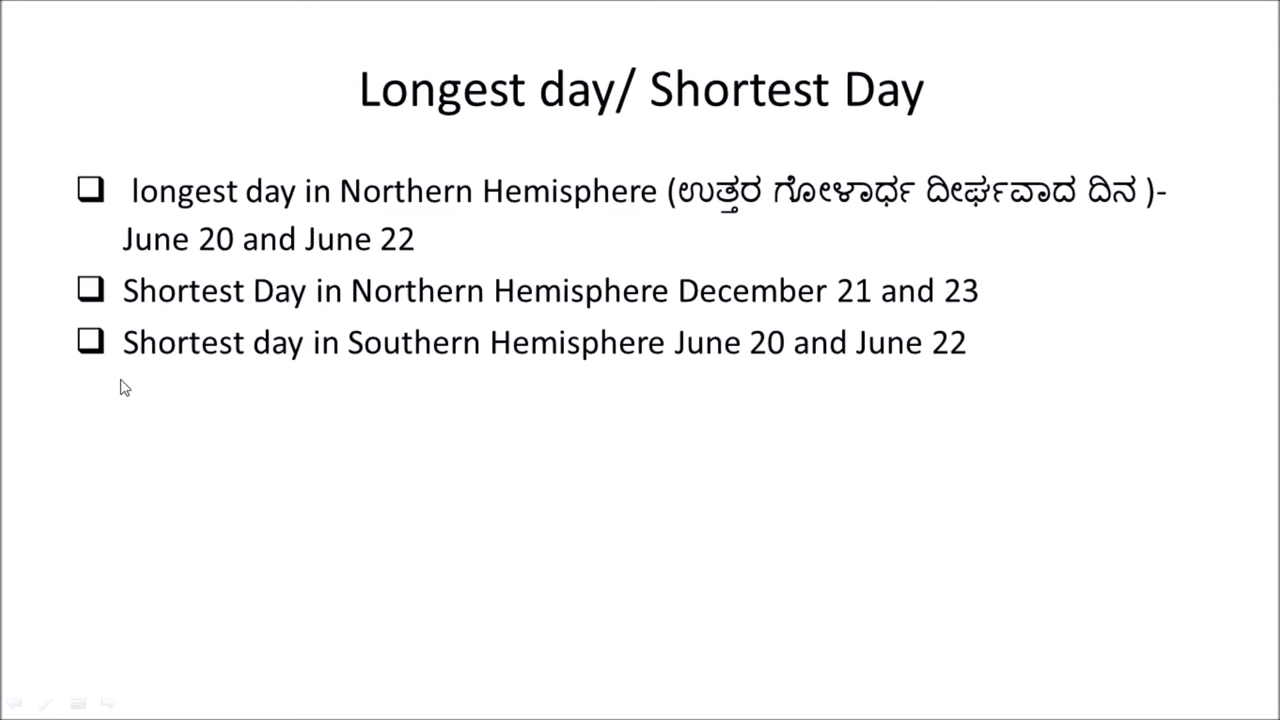 Longest day/ Shortest Day
longest day in Northern Hemisphere (ಉತ್ತರ ಗೋಳಾರ್ಧ ದೀರ್ಘವಾದ ದಿನ )-
June 20 and June 22
Shortest Day in Northern Hemisphere December 21 and 23
Shortest day in Southern Hemisphere June 20 and June 22